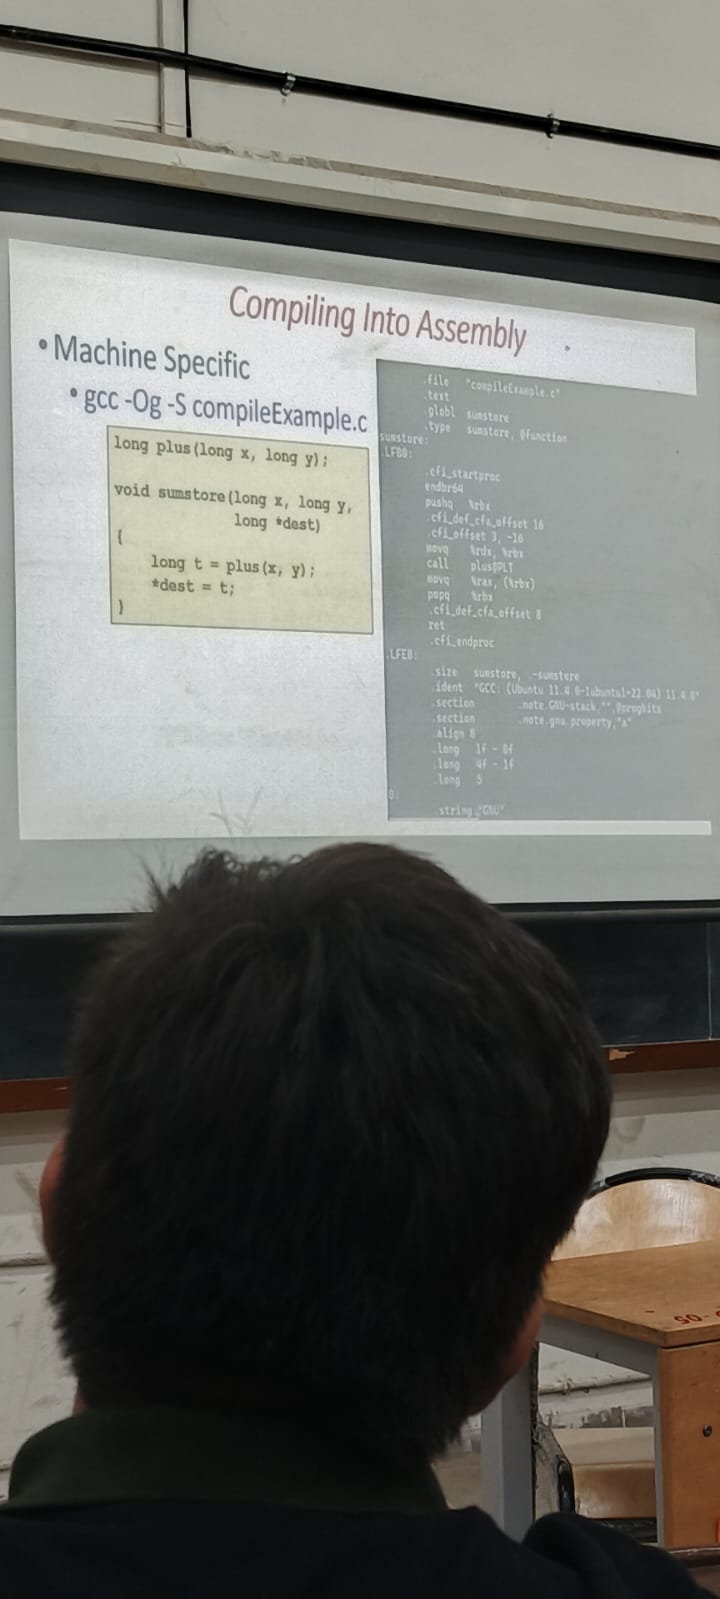 Compiling Into Assembly
• Machine Specific
• gcc -Og -S compileExample.c
long plus(long x, long y);
void sumstore(long x, long y,
long *dest)
{
long t = plus(x, y);
*dest = t;
}
.file "compileExample.c"
.text
.globl sumstore
.type sumstore, @function
sumstore:
.LFB0:
.cfi_startproc
endbr64
pushq %rbx
.cfi_def_cfa_offset 16
.cfi_offset 3, -16
movq %rdx, %rbx
call plus@PLT
movq %rax, (%rbx)
popq %rbx
.cfi_def_cfa_offset 8
ret
.cfi_endproc
.LFE0:
.size sumstore, .-sumstore
.ident "GCC: (Ubuntu 11.4.0-1ubuntu1~22.04) 11.4.0"
.section .note.GNU-stack,"",@progbits
.section .note.gnu.property,"a"
.align 8
.long 1f - 0f
.long 4f - 1f
.long 5
0:
.string "GNU"